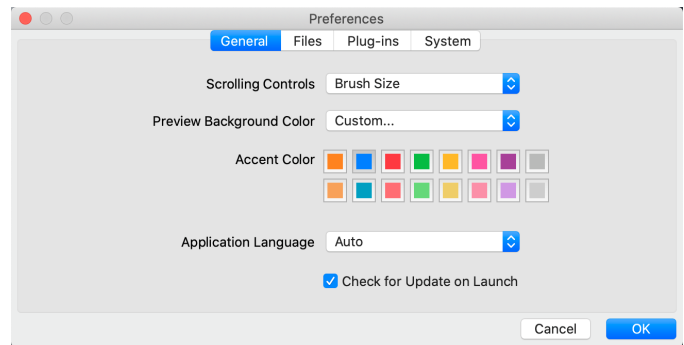 Preferences
General Files Plug-ins System
Scrolling Controls Brush Size
Preview Background Color Custom...
Accent Color
Application Language Auto
Check for Update on Launch
Cancel OK